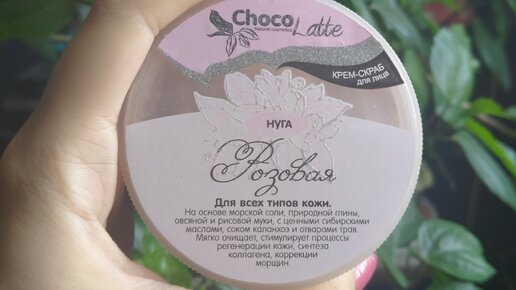 Choco Latte
Natural cosmetics
КРЕМ-СКРАБ
для лица
НУГА
Розовая
Для всех типов кожи.
На основе морской соли, природной глины,
овсяной и рисовой муки, с ценными сибирскими
маслами, соком каланхоэ и отварами трав.
Мягко очищает, стимулирует процессы
регенерации кожи, синтеза
коллагена, коррекции
морщин.